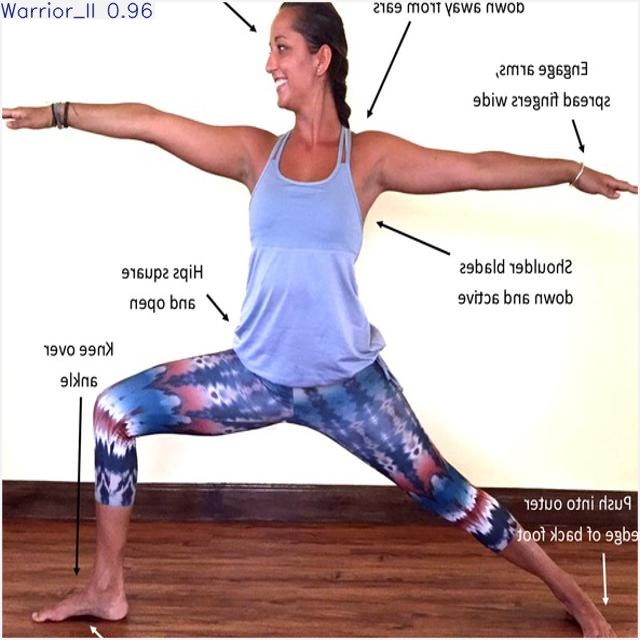 Warrior_II 0.96
down away from ears
Engage arms,
spread fingers wide
Shoulder blades
down and active
Hips square
and open
Knee over
ankle
Push into outer
edge of back foot